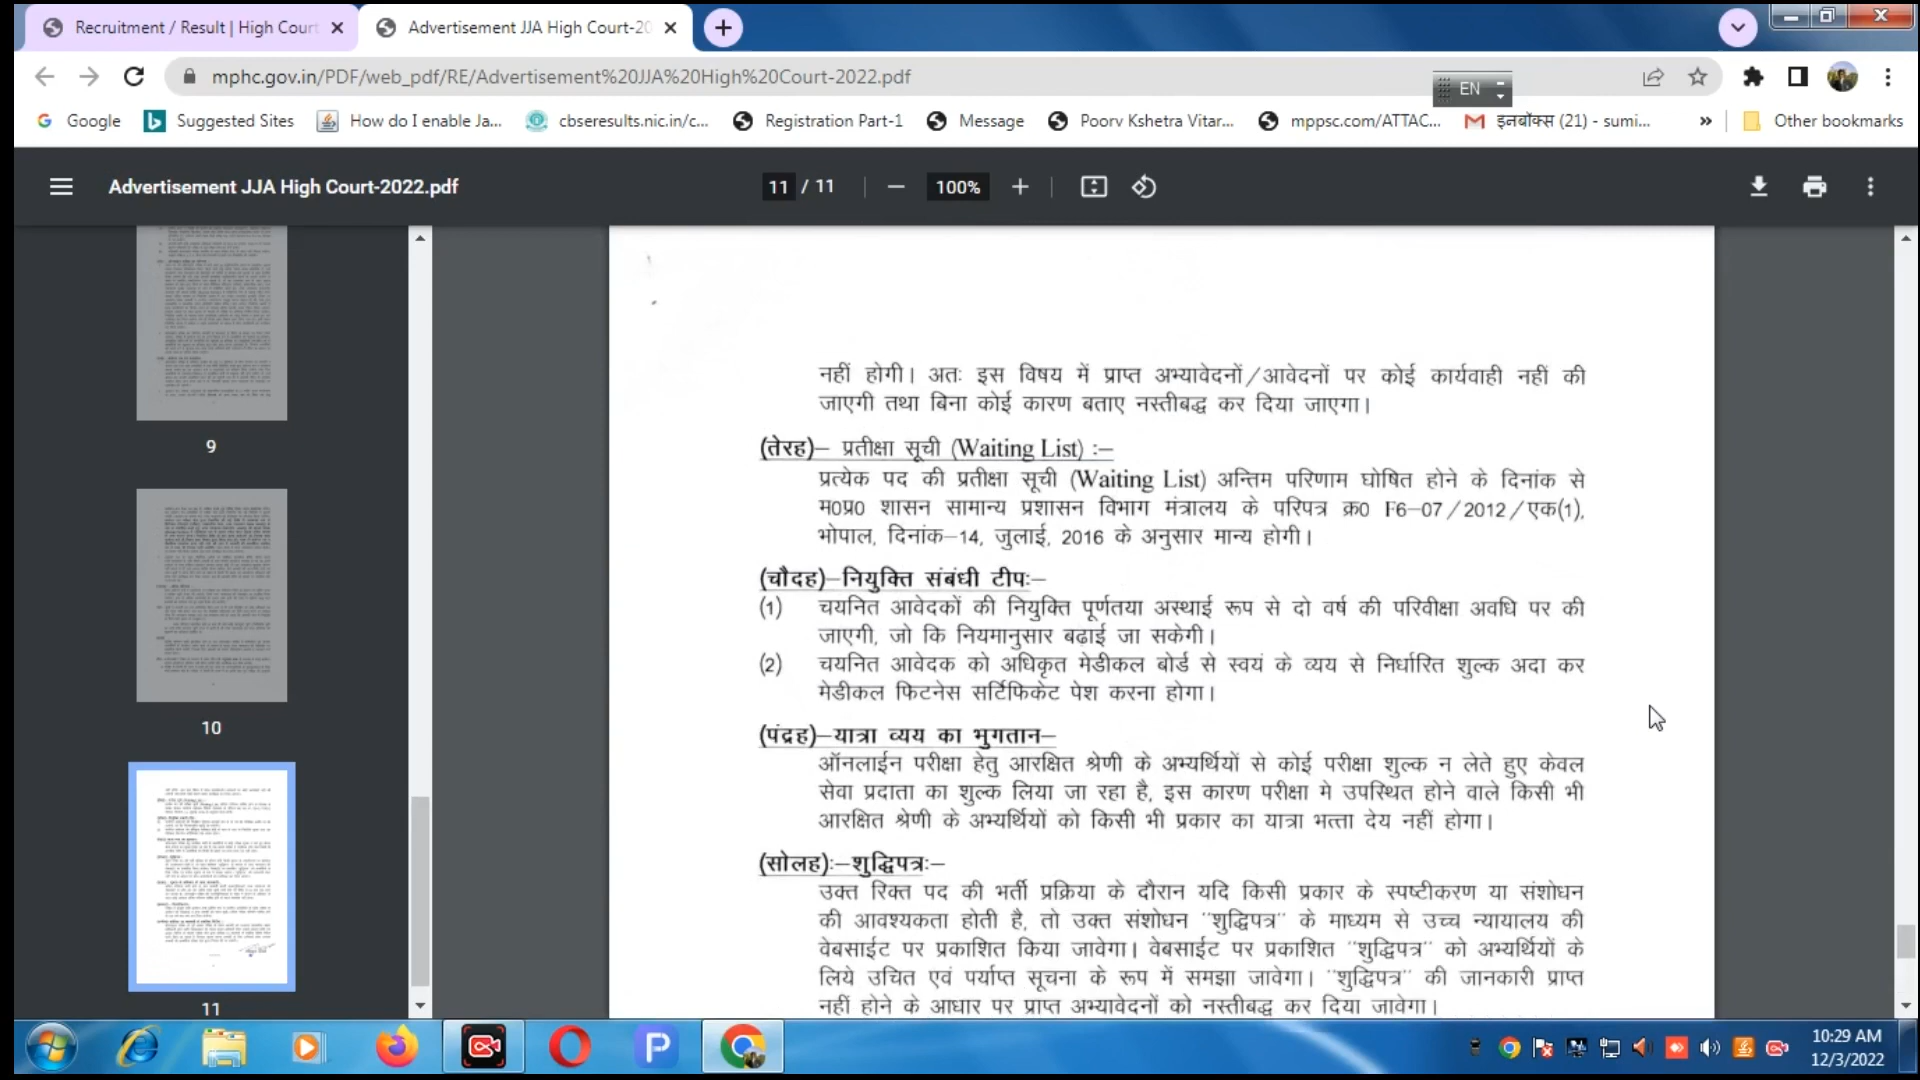 Recruitment / Result | High Court
Advertisement JJA High Court-20
mphc.gov.in/PDF/web_pdf/RE/Advertisement%20JJA%20High%20Court-2022.pdf
EN
Google
Suggested Sites
How do I enable Ja...
cbseresults.nic.in/c...
Registration Part-1
Message
Poorv Kshetra Vitar...
mppsc.com/ATTAC...
इनबॉक्स (21) - sumi...
»
Other bookmarks
Advertisement JJA High Court-2022.pdf
11 / 11
100%
9
10
11
नहीं होगी। अतः इस विषय में प्राप्त अभ्यावेदनों/आवेदनों पर कोई कार्यवाही नहीं की
जाएगी तथा बिना कोई कारण बताए नस्तीबद्ध कर दिया जाएगा।
(तेरह)– प्रतीक्षा सूची (Waiting List) :–
प्रत्येक पद की प्रतीक्षा सूची (Waiting List) अन्तिम परिणाम घोषित होने के दिनांक से
म0प्र0 शासन सामान्य प्रशासन विभाग मंत्रालय के परिपत्र क्र0 F6–07/2012/एक(1),
भोपाल, दिनांक–14, जुलाई, 2016 के अनुसार मान्य होगी।
(चौदह)–नियुक्ति संबंधी टीपः–
(1) चयनित आवेदकों की नियुक्ति पूर्णतया अस्थाई रूप से दो वर्ष की परिवीक्षा अवधि पर की
जाएगी, जो कि नियमानुसार बढ़ाई जा सकेगी।
(2) चयनित आवेदक को अधिकृत मेडीकल बोर्ड से स्वयं के व्यय से निर्धारित शुल्क अदा कर
मेडीकल फिटनेस सर्टिफिकेट पेश करना होगा।
(पंद्रह)–यात्रा व्यय का भुगतान–
ऑनलाईन परीक्षा हेतु आरक्षित श्रेणी के अभ्यर्थियों से कोई परीक्षा शुल्क न लेते हुए केवल
सेवा प्रदाता का शुल्क लिया जा रहा है, इस कारण परीक्षा मे उपस्थित होने वाले किसी भी
आरक्षित श्रेणी के अभ्यर्थियों को किसी भी प्रकार का यात्रा भत्ता देय नहीं होगा।
(सोलह):–शुद्धिपत्रः–
उक्त रिक्त पद की भर्ती प्रक्रिया के दौरान यदि किसी प्रकार के स्पष्टीकरण या संशोधन
की आवश्यकता होती है, तो उक्त संशोधन "शुद्धिपत्र" के माध्यम से उच्च न्यायालय की
वेबसाईट पर प्रकाशित किया जावेगा। वेबसाईट पर प्रकाशित "शुद्धिपत्र" को अभ्यर्थियों के
लिये उचित एवं पर्याप्त सूचना के रूप में समझा जावेगा। "शुद्धिपत्र" की जानकारी प्राप्त
नहीं होने के आधार पर प्राप्त अभ्यावेदनों को नस्तीबद्ध कर दिया जावेगा।
10:29 AM
12/3/2022